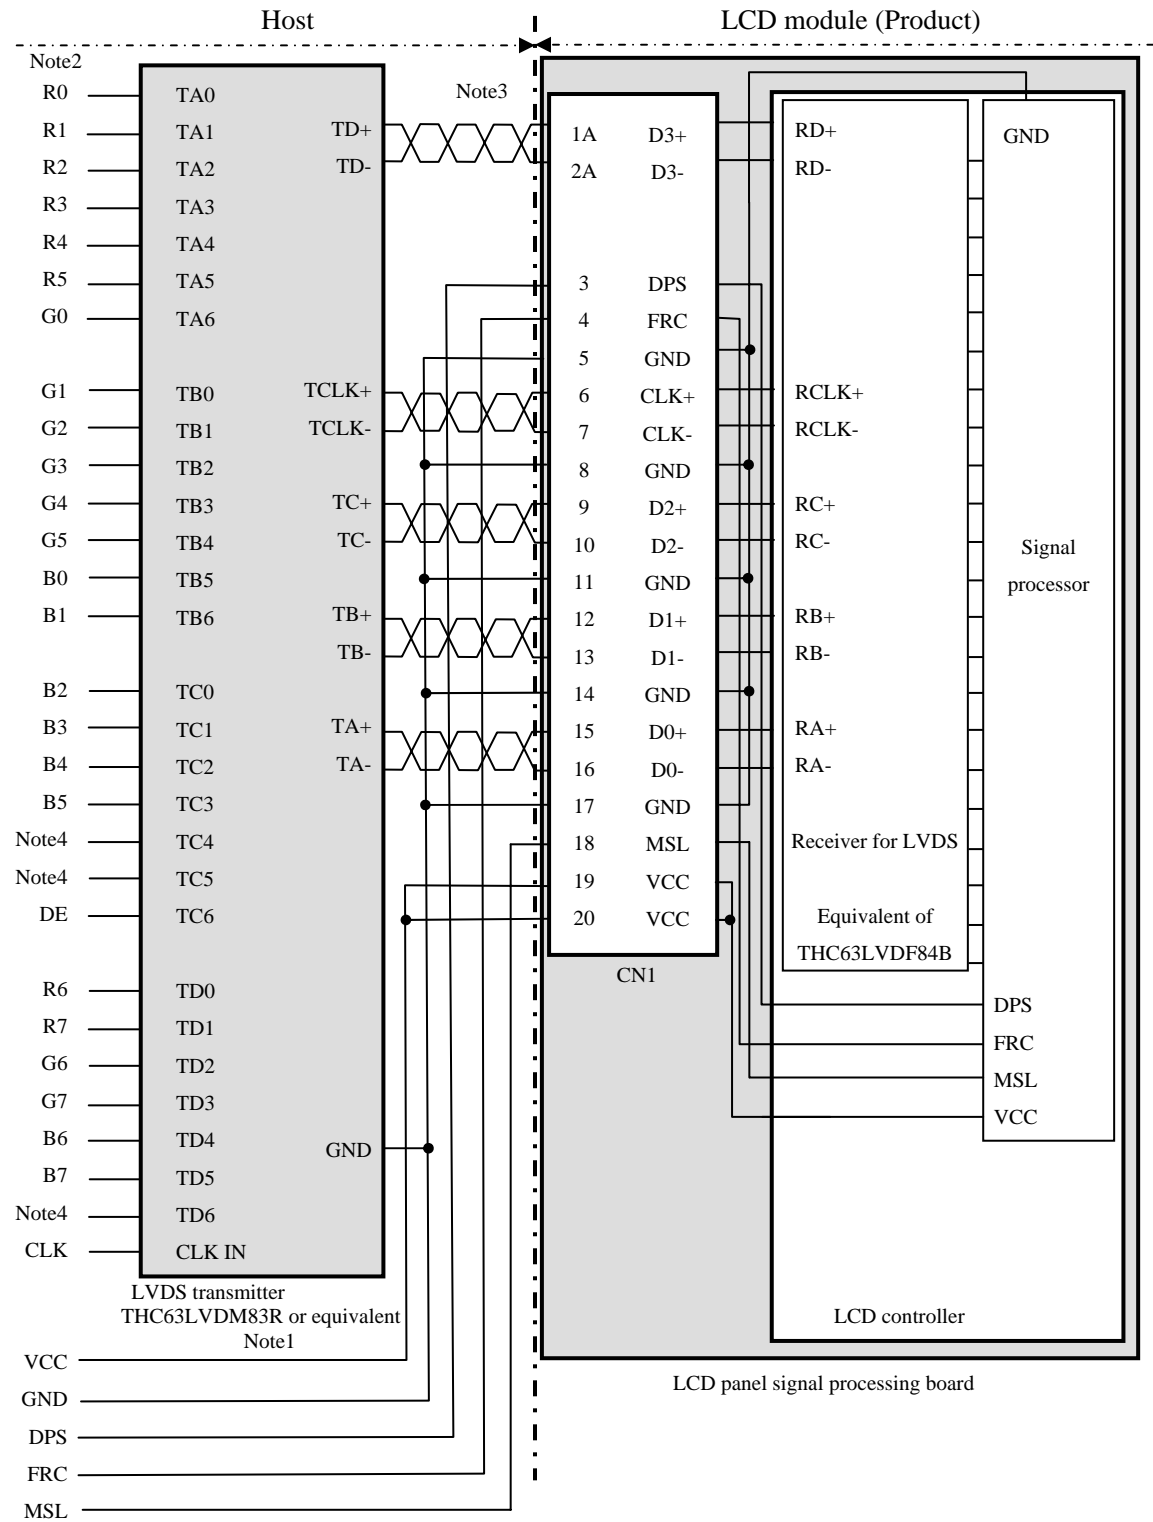 Host
LCD module (Product)
Note2
Note3
R0 TA0
R1 TA1 TD+
R2 TA2 TD-
R3 TA3
R4 TA4
R5 TA5
G0 TA6
G1 TB0 TCLK+
G2 TB1 TCLK-
G3 TB2
G4 TB3 TC+
G5 TB4 TC-
B0 TB5
B1 TB6 TB+
TB-
B2 TC0
B3 TC1 TA+
B4 TC2 TA-
B5 TC3
Note4 TC4
Note4 TC5
DE TC6
R6 TD0
R7 TD1
G6 TD2
G7 TD3
B6 TD4 GND
B7 TD5
Note4 TD6
CLK CLK IN
LVDS transmitter
THC63LVDM83R or equivalent
Note1
VCC
GND
DPS
FRC
MSL
1A D3+ RD+
2A D3- RD-
3 DPS
4 FRC
5 GND
6 CLK+ RCLK+
7 CLK- RCLK-
8 GND
9 D2+ RC+
10 D2- RC-
11 GND
12 D1+ RB+
13 D1- RB-
14 GND
15 D0+ RA+
16 D0- RA-
17 GND
18 MSL
19 VCC
20 VCC
CN1
Receiver for LVDS
Equivalent of
THC63LVDF84B
GND
Signal
processor
DPS
FRC
MSL
VCC
LCD controller
LCD panel signal processing board